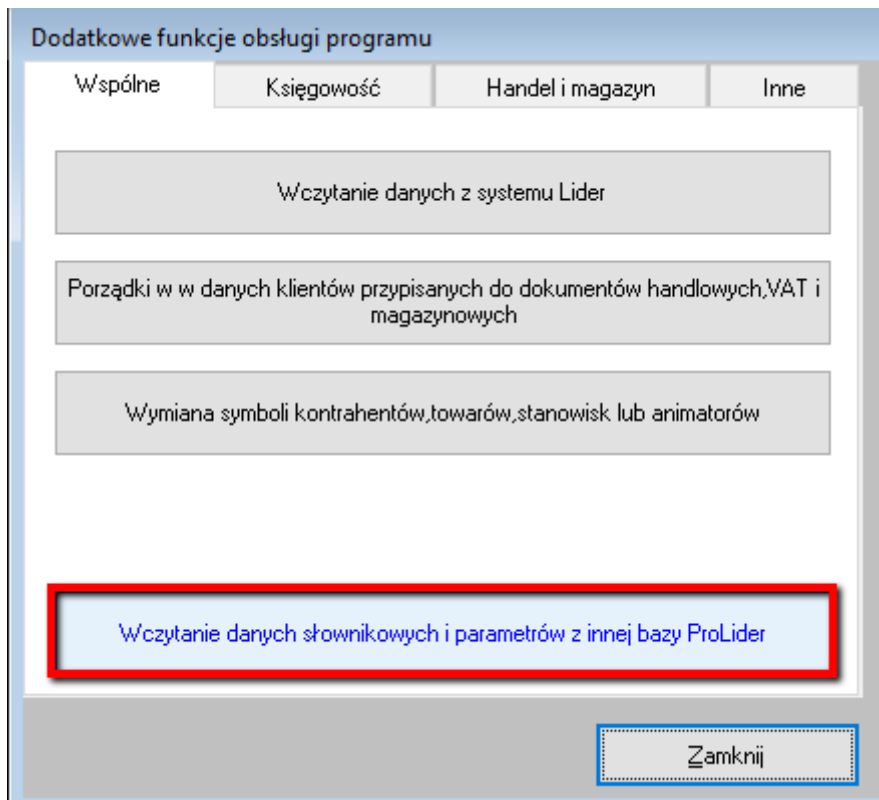 Dodatkowe funkcje obsługi programu
Wspólne
Księgowość
Handel i magazyn
Inne
Wczytanie danych z systemu Lider
Porządki w w danych klientów przypisanych do dokumentów handlowych,VAT i
magazynowych
Wymiana symboli kontrahentów,towarów,stanowisk lub animatorów
Wczytanie danych słownikowych i parametrów z innej bazy ProLider
Zamknij